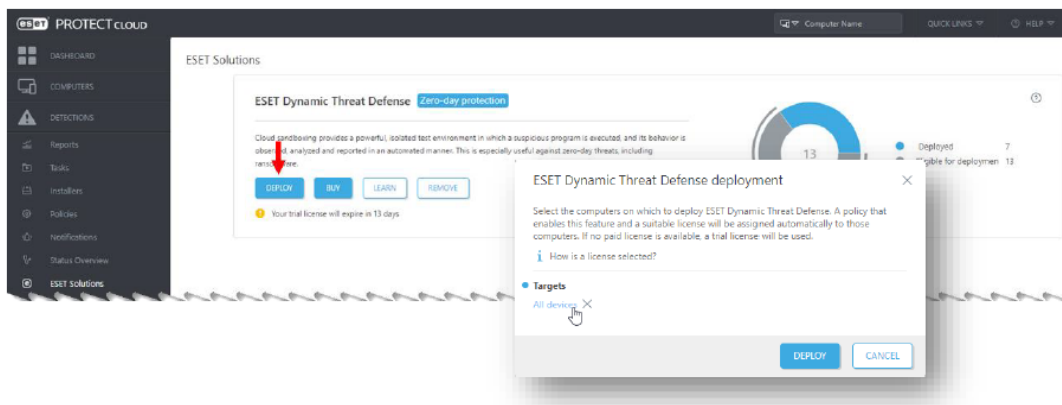 eset PROTECT CLOUD
Computer Name
QUICK LINKS
HELP
DASHBOARD
COMPUTERS
DETECTIONS
Reports
Tasks
Installers
Policies
Notifications
Status Overview
ESET Solutions
ESET Solutions
ESET Dynamic Threat Defense Zero-day protection
Cloud sandboxing provides a powerful, isolated test environment in which a suspicious program is executed, and its behavior is
observed, analyzed and reported in an automated manner. This is especially useful against zero-day threats, including
DEPLOY BUY LEARN REMOVE
Your trial license will expire in 13 days
13
Deployed 7
for deploymen 13
ESET Dynamic Threat Defense deployment
Select the computers on which to deploy ESET Dynamic Threat Defense. A policy that
enables this feature and a suitable license will be assigned automatically to those
computers. If no paid license is available, a trial license will be used.
How is a license selected?
Targets
All devices
DEPLOY CANCEL